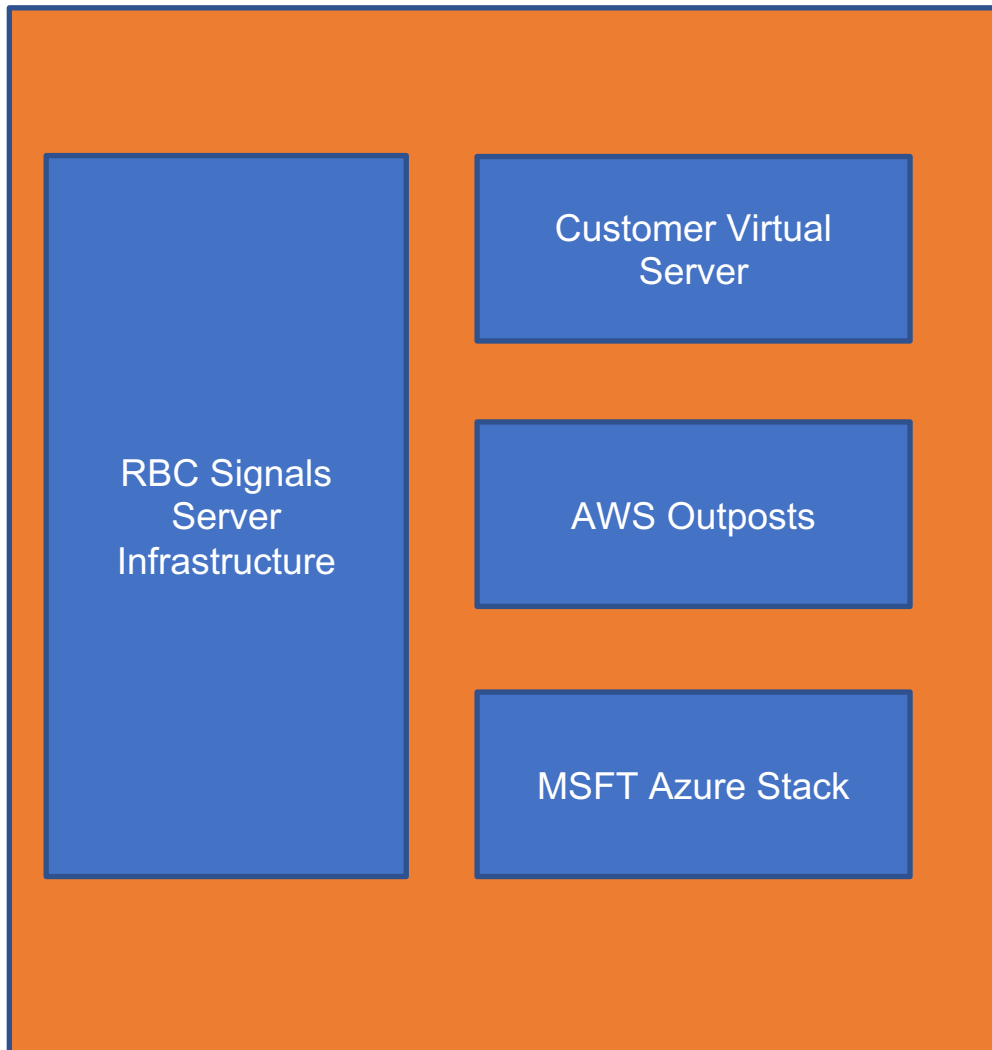 RBC Signals
Server
Infrastructure
Customer Virtual
Server
AWS Outposts
MSFT Azure Stack